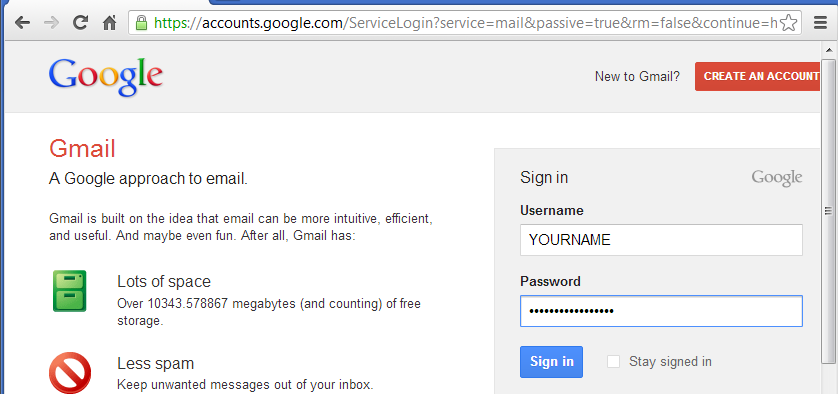 https://accounts.google.com/ServiceLogin?service=mail&passive=true&rm=false&continue=h
Google
New to Gmail?
CREATE AN ACCOUNT
Gmail
A Google approach to email.
Gmail is built on the idea that email can be more intuitive, efficient,
and useful. And maybe even fun. After all, Gmail has:
Lots of space
Over 10343.578867 megabytes (and counting) of free
storage.
Less spam
Keep unwanted messages out of your inbox.
Sign in
Google
Username
YOURNAME
Password
•••••••••••••••••
Sign in
Stay signed in